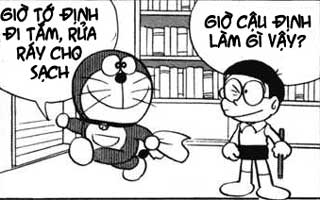 GIỜ TỚ ĐỊNH
ĐI TẮM, RỬA
RÁY CHO
SẠCH
GIỜ CẬU ĐỊNH
LÀM GÌ VẬY?